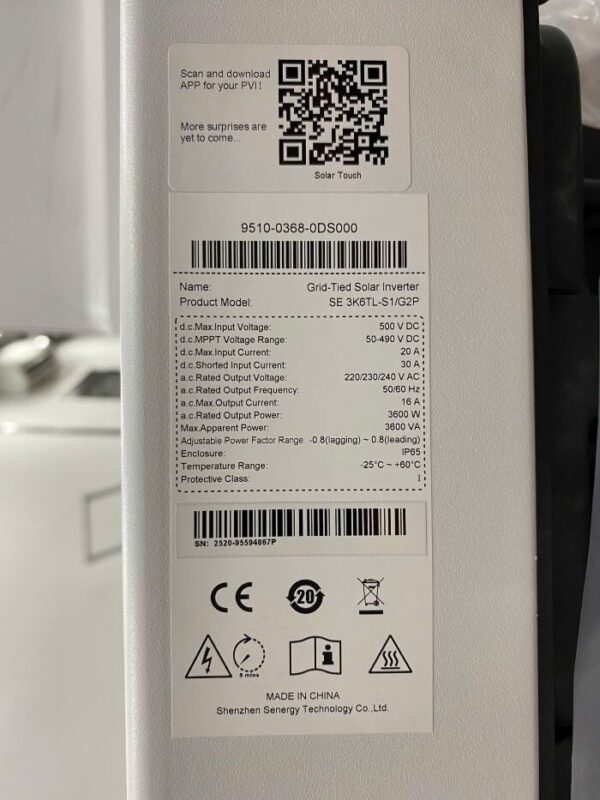 Scan and download
APP for your PVI !
More surprises are
yet to come...
Solar Touch
9510-0368-0DS000
Name: Grid-Tied Solar Inverter
Product Model: SE 3K6TL-S1/G2P
d.c.Max.Input Voltage: 500 V DC
d.c.MPPT Voltage Range: 50-490 V DC
d.c.Max.Input Current: 20 A
d.c.Shorted Input Current: 30 A
a.c.Rated Output Voltage: 220/230/240 V AC
a.c.Rated Output Frequency: 50/60 Hz
a.c.Max.Output Current: 16 A
a.c.Rated Output Power: 3600 W
Max.Apparent Power: 3600 VA
Adjustable Power Factor Range: -0.8(lagging) ~ 0.8(leading)
Enclosure: IP65
Temperature Range: -25°C ~ +60°C
Protective Class: I
SN: 2520-95594867P
CE 20
5 mins
MADE IN CHINA
Shenzhen Senergy Technology Co.,Ltd.